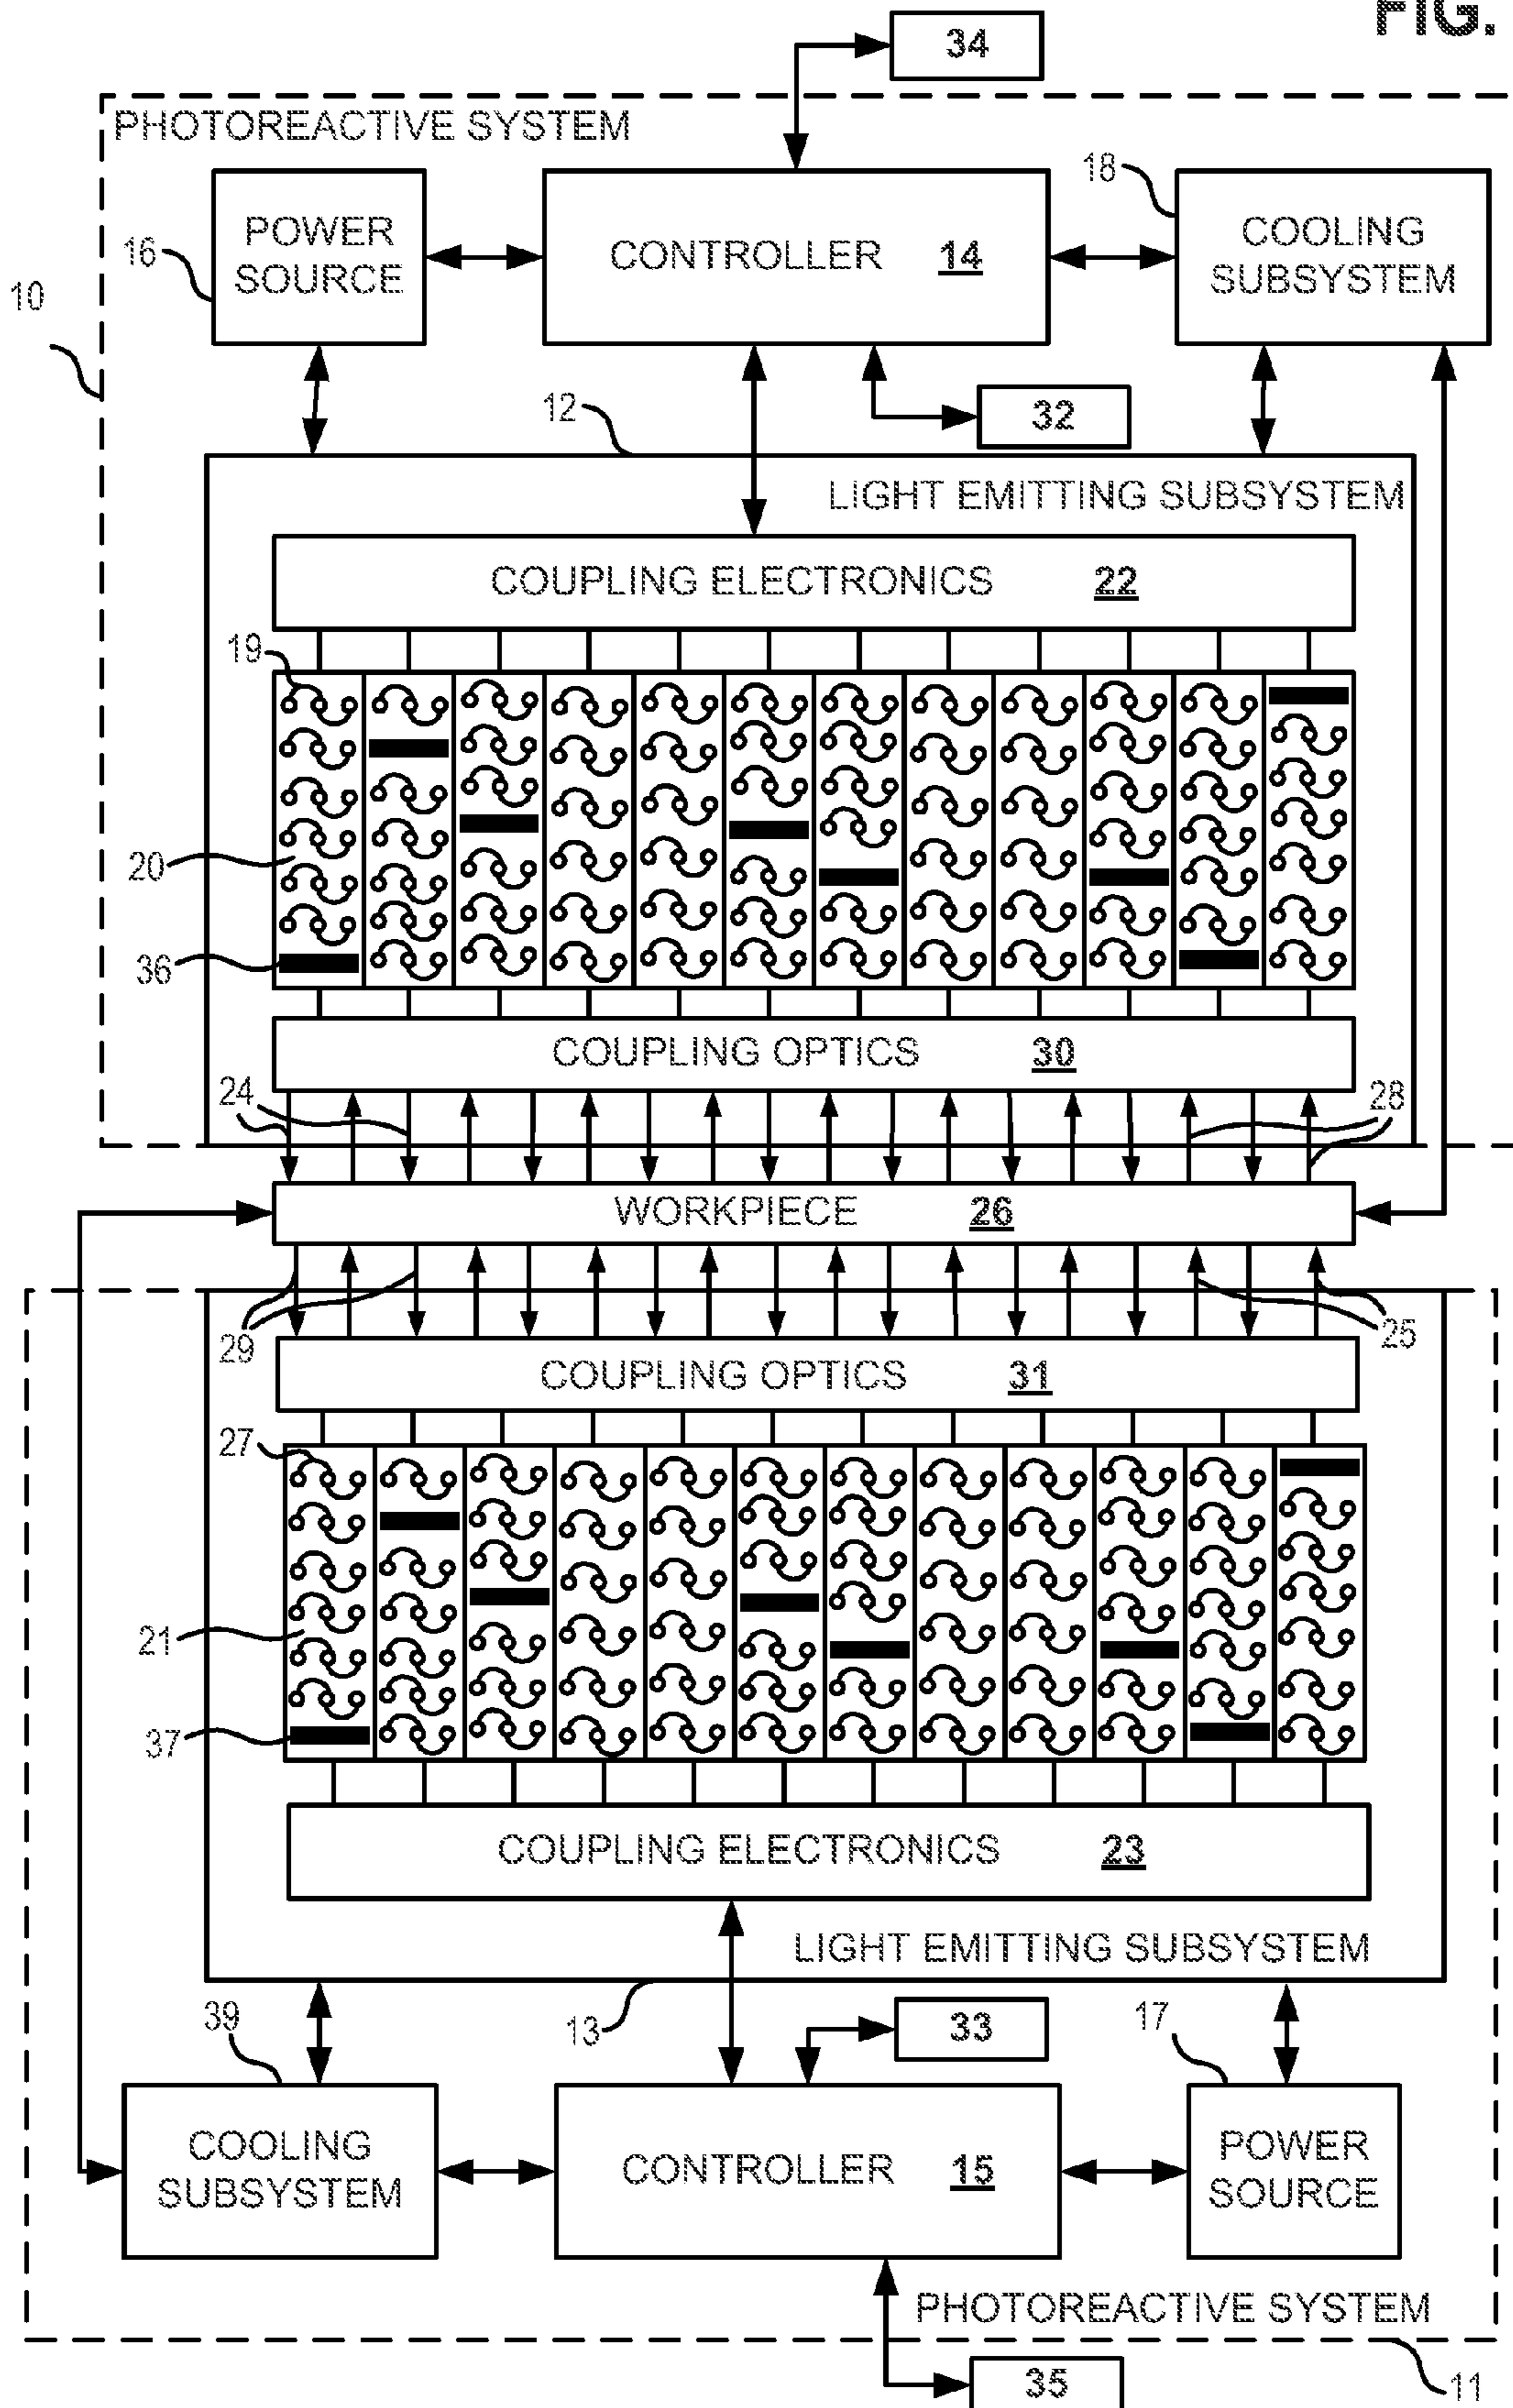 FIG.
34
PHOTOREACTIVE SYSTEM
18
POWER
SOURCE
CONTROLLER 14
COOLING
SUBSYSTEM
16
10
12
32
LIGHT EMITTING SUBSYSTEM
COUPLING ELECTRONICS 22
19
20
36
COUPLING OPTICS 30
24
28
WORKPIECE 26
29
25
COUPLING OPTICS 31
27
21
37
COUPLING ELECTRONICS 23
LIGHT EMITTING SUBSYSTEM
39
13
33
17
COOLING
SUBSYSTEM
CONTROLLER 15
POWER
SOURCE
PHOTOREACTIVE SYSTEM
35
11